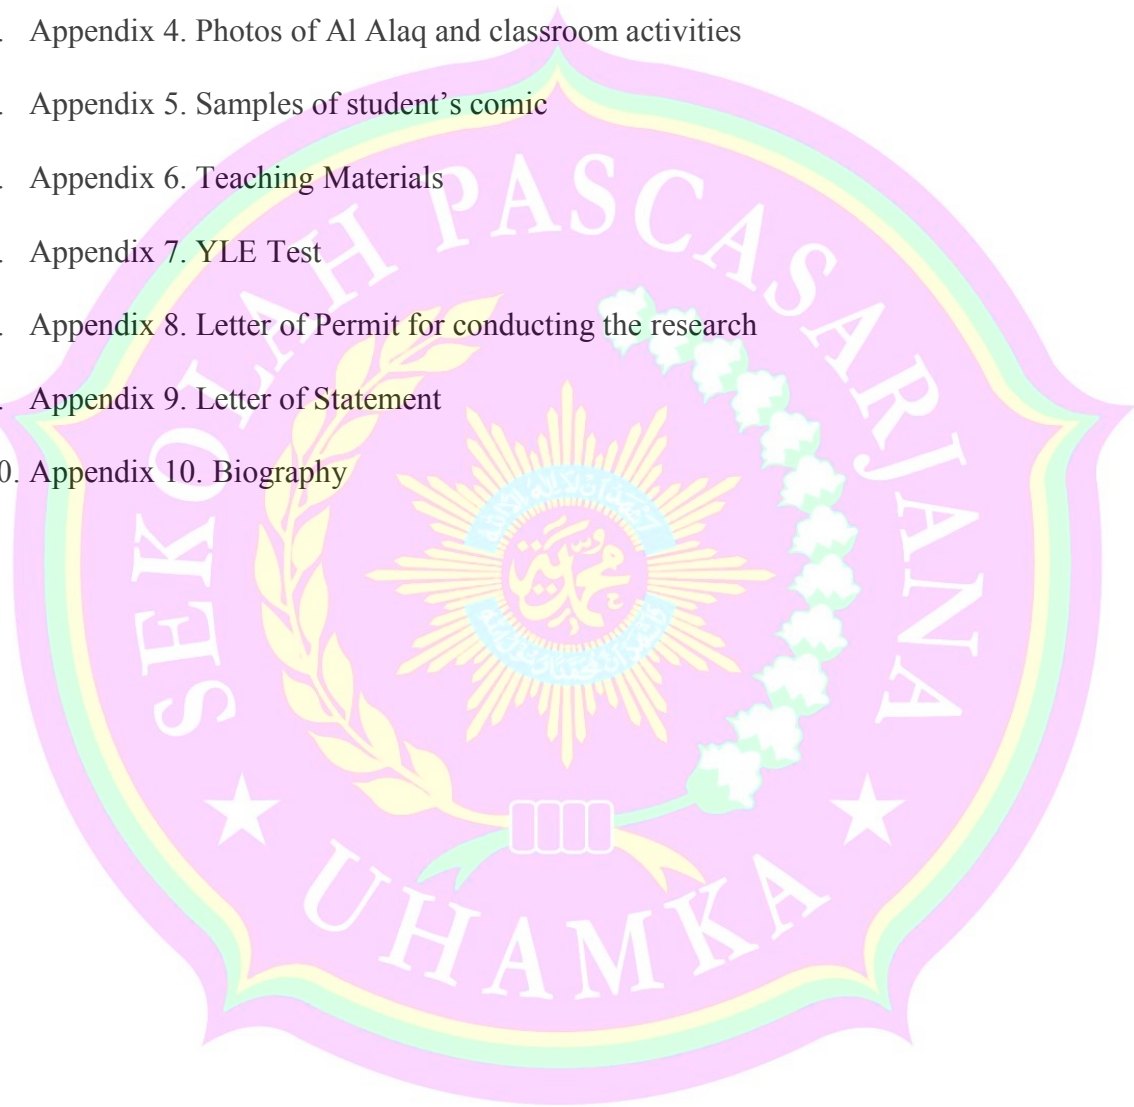 . Appendix 4. Photos of Al Alaq and classroom activities
. Appendix 5. Samples of student’s comic
. Appendix 6. Teaching Materials
. Appendix 7. YLE Test
. Appendix 8. Letter of Permit for conducting the research
. Appendix 9. Letter of Statement
0. Appendix 10. Biography
SEKOLAH PASCASARJANA
محمدية
UHAMKA